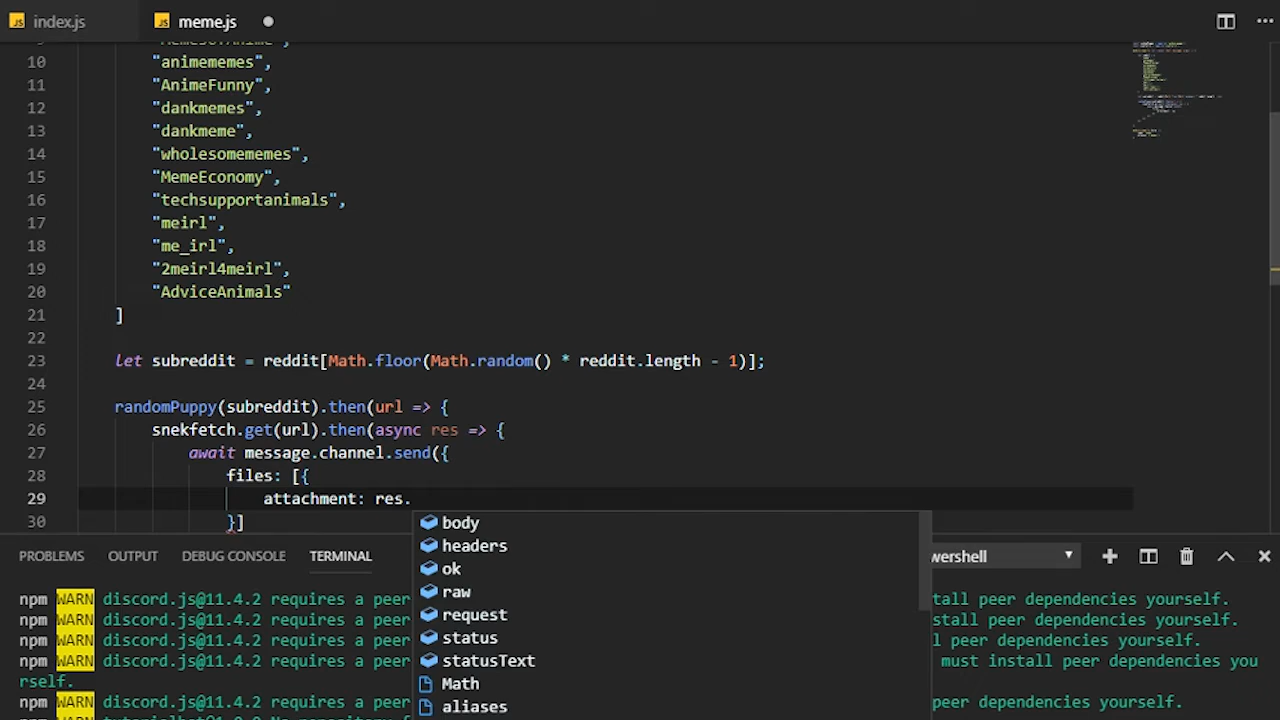 index.js
meme.js
10 "animememes",
11 "AnimeFunny",
12 "dankmemes",
13 "dankmeme",
14 "wholesomememes",
15 "MemeEconomy",
16 "techsupportanimals",
17 "meirl",
18 "me_irl",
19 "2meirl4meirl",
20 "AdviceAnimals"
21 ]
22
23 let subreddit = reddit[Math.floor(Math.random() * reddit.length - 1)];
24
25 randomPuppy(subreddit).then(url => {
26 snekfetch.get(url).then(async res => {
27 await message.channel.send({
28 files: [{
29 attachment: res.
30 }]
body
headers
ok
raw
request
status
statusText
Math
aliases
PROBLEMS OUTPUT DEBUG CONSOLE TERMINAL wershell
npm WARN discord.js@11.4.2 requires a peer tall peer dependencies yourself.
npm WARN discord.js@11.4.2 requires a peer stall peer dependencies yourself.
npm WARN discord.js@11.4.2 requires a peer l peer dependencies yourself.
npm WARN discord.js@11.4.2 requires a peer must install peer dependencies you
rself.
npm WARN discord.js@11.4.2 requires a peer peer dependencies yourself.
npm WARN